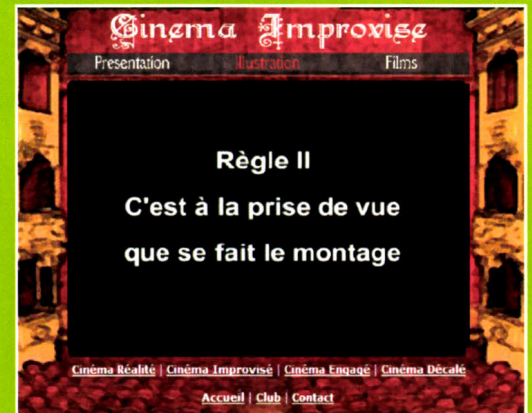 Cinema Improvise
Presentation Illustration Films
Règle II
C'est à la prise de vue
que se fait le montage
Cinéma Réalité | Cinéma Improvisé | Cinéma Engagé | Cinéma Décalé
Accueil | Club | Contact